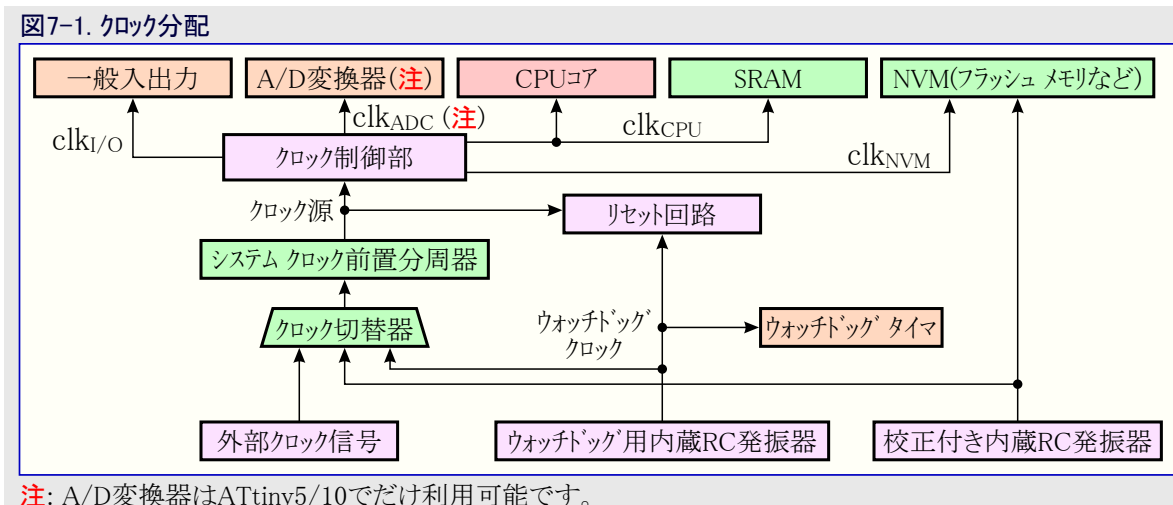 図7-1. クロック分配
一般入出力
A/D変換器(注)
CPUコア
SRAM
NVM(フラッシュ メモリなど)
clkI/O
clkADC (注)
clkCPU
clkNVM
クロック制御部
クロック源
リセット回路
システム クロック前置分周器
クロック切替器
ウォッチドッグ
クロック
ウォッチドッグ タイマ
外部クロック信号
ウォッチドッグ用内蔵RC発振器
校正付き内蔵RC発振器
注: A/D変換器はATtiny5/10でだけ利用可能です。